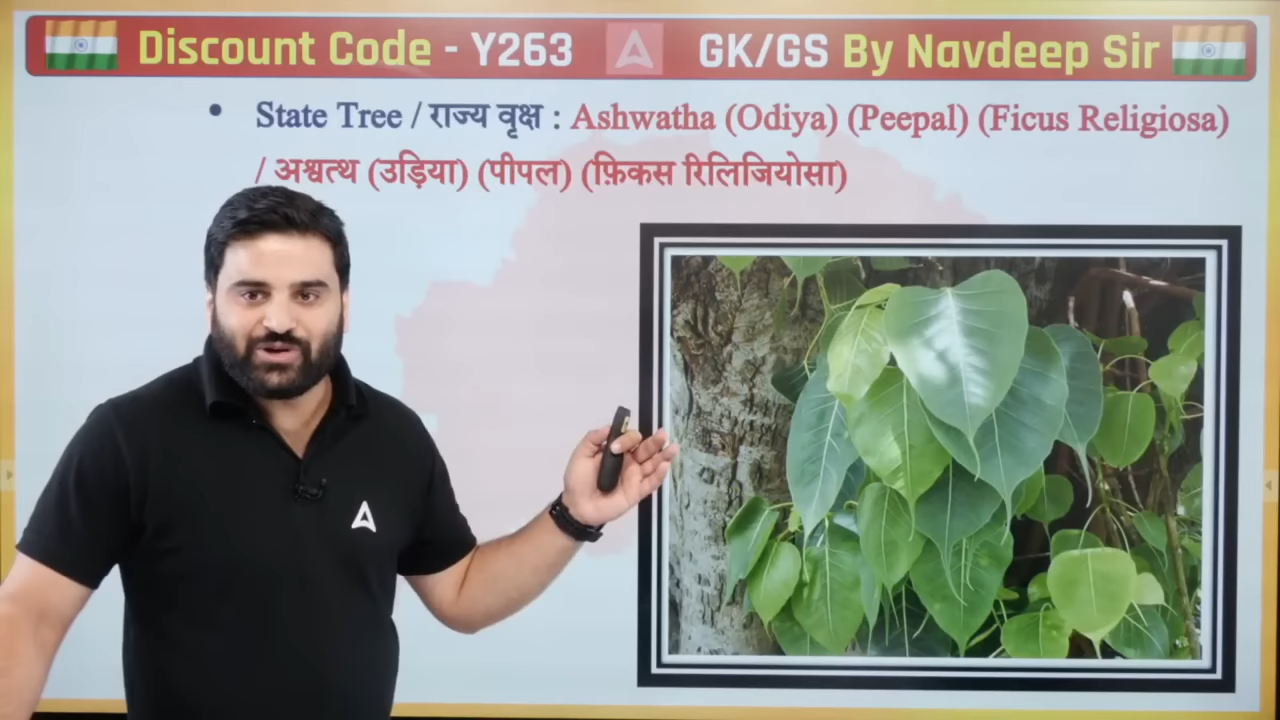 Discount Code - Y263 GK/GS By Navdeep Sir
• State Tree / राज्य वृक्ष : Ashwatha (Odiya) (Peepal) (Ficus Religiosa)
/ अश्वत्थ (उड़िया) (पीपल) (फ़िकस रिलिजियोसा)